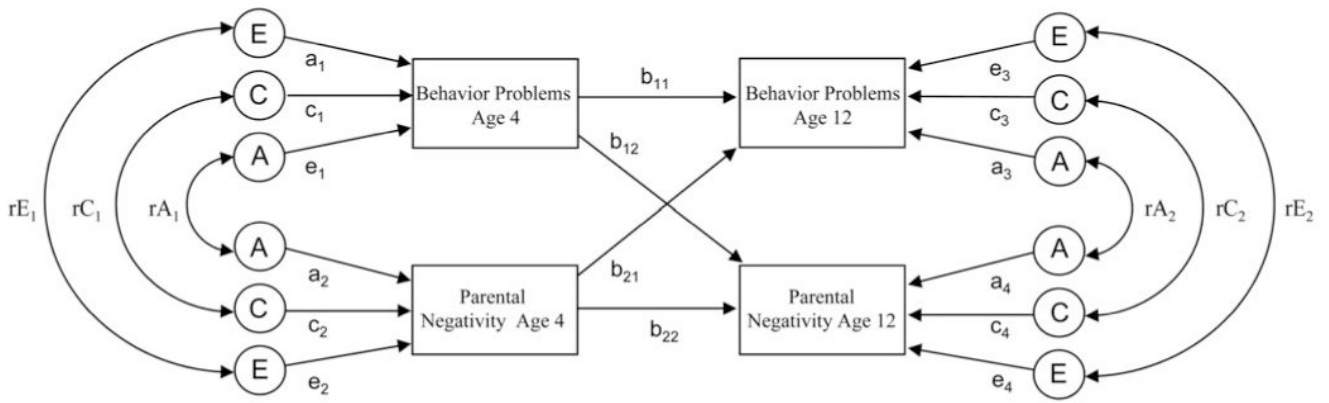 E
a1
C
c1
A
e1
Behavior Problems
Age 4
b11
b12
Behavior Problems
Age 12
E
e3
C
c3
A
a3
rE1
rC1
rA1
rA2
rC2
rE2
A
a2
C
c2
E
e2
Parental
Negativity Age 4
b21
b22
Parental
Negativity Age 12
A
a4
C
c4
E
e4